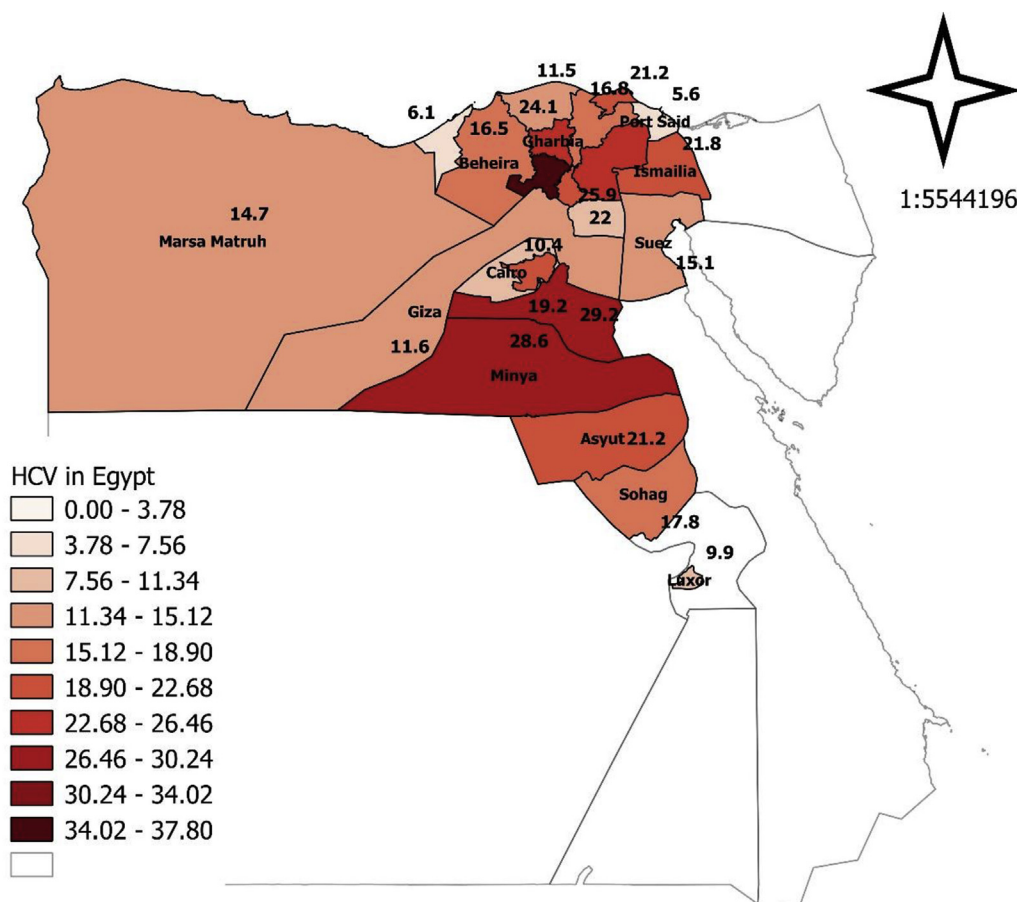 11.5
21.2
16.8
5.6
6.1
24.1
16.5
Port Said
Gharbia
21.8
Beheira
Ismailia
1:5544196
25.9
14.7
22
Marsa Matruh
Suez
10.4
15.1
Cairo
Giza
19.2
29.2
11.6
28.6
Minya
Asyut 21.2
HCV in Egypt
Sohag
0.00 - 3.78
17.8
3.78 - 7.56
9.9
7.56 - 11.34
Luxor
11.34 - 15.12
15.12 - 18.90
18.90 - 22.68
22.68 - 26.46
26.46 - 30.24
30.24 - 34.02
34.02 - 37.80